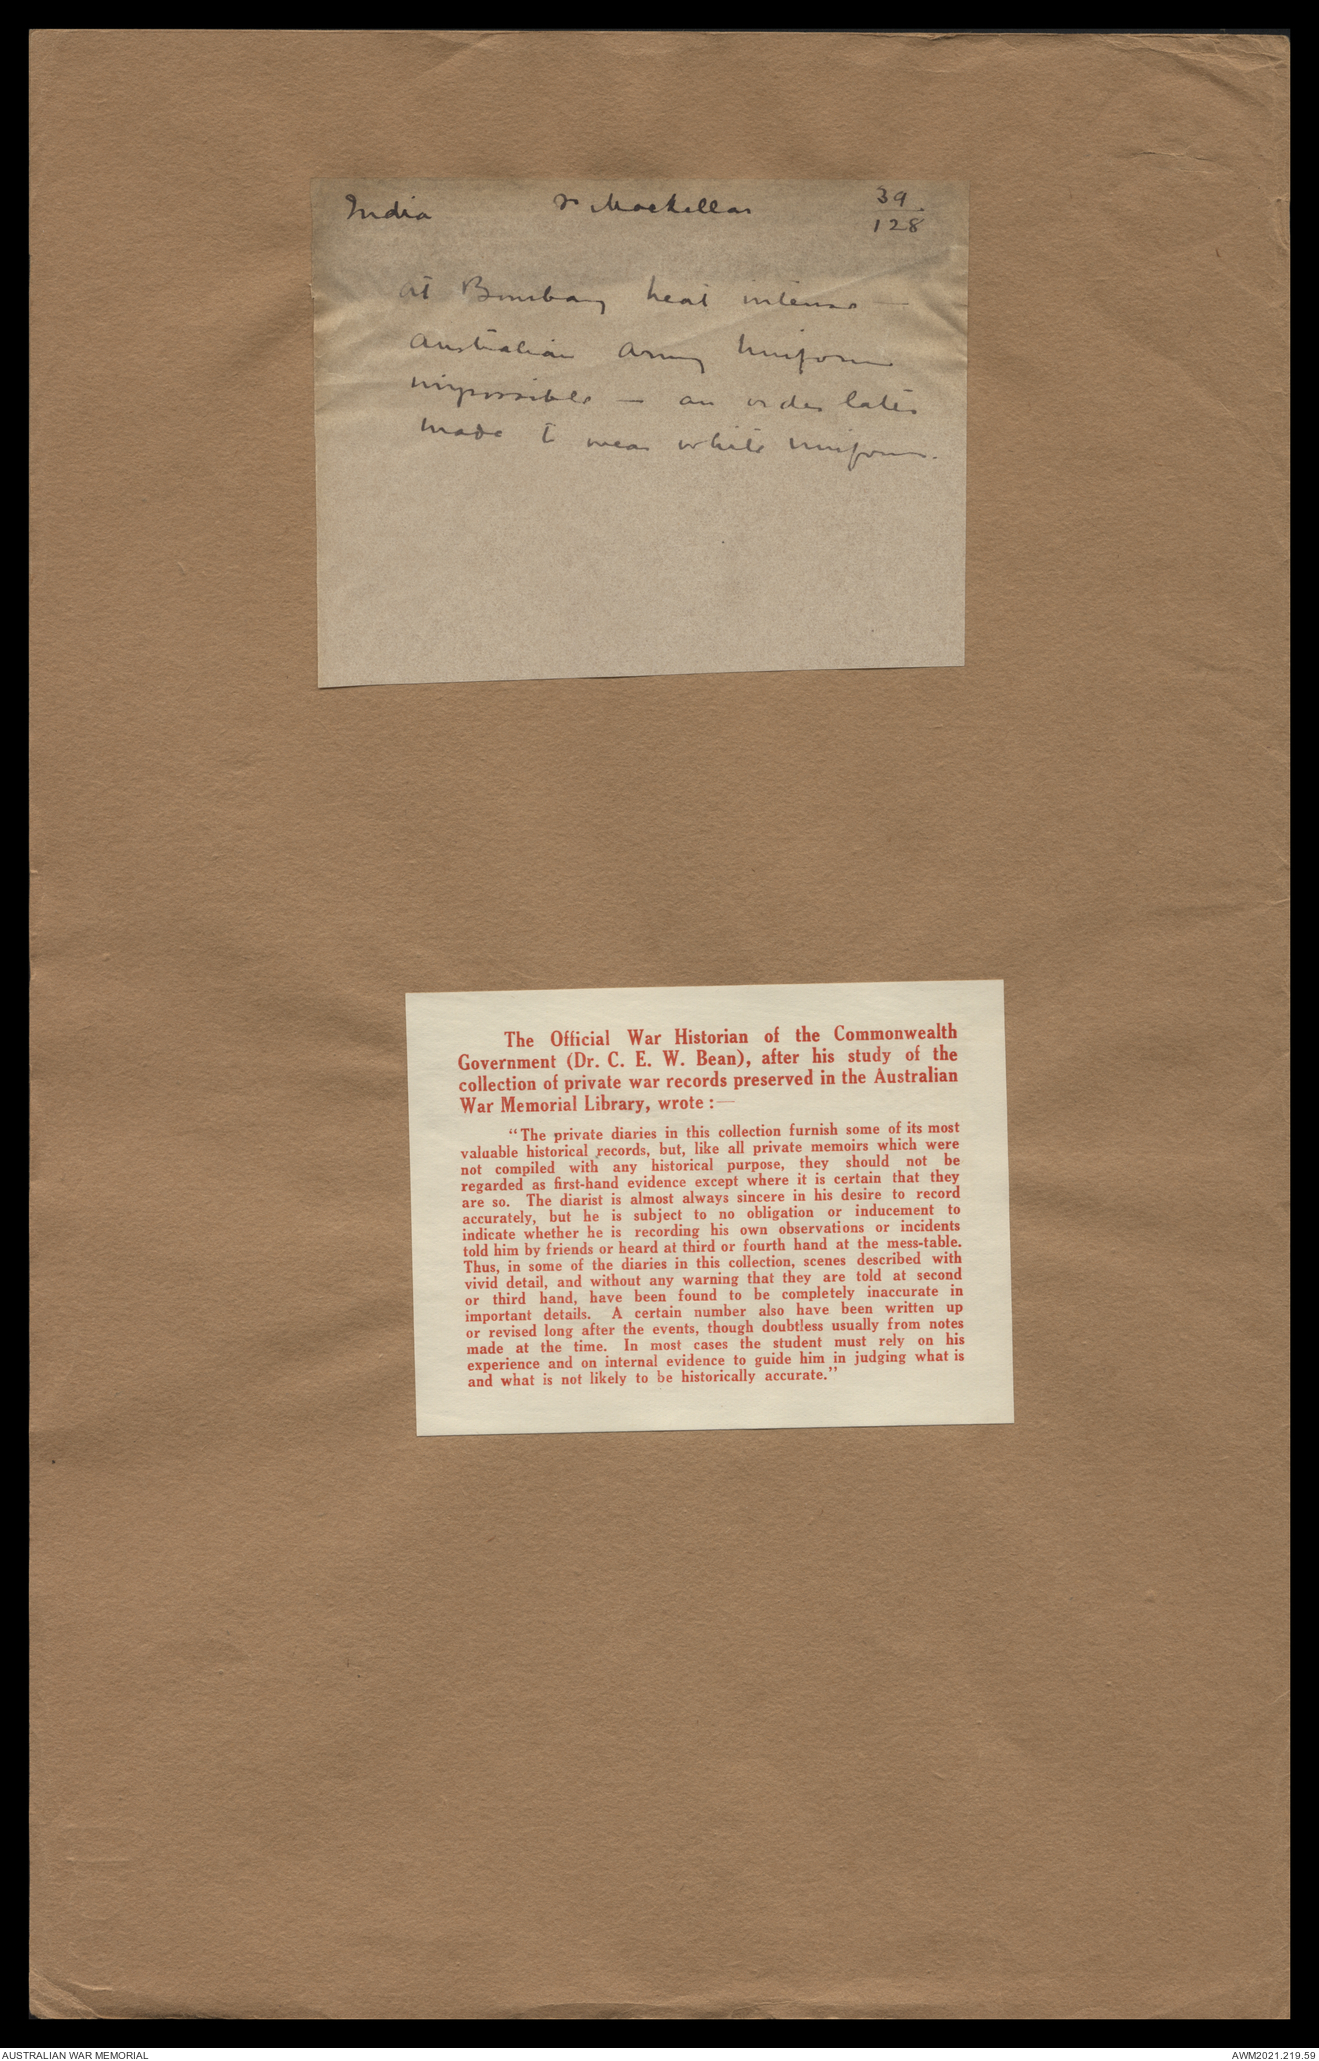 India Sr Mackellar 39
128
at Bombay heat intense —
Australian Army Uniform
impossible — an order later
made to wear white uniform.
The Official War Historian of the Commonwealth
Government (Dr. C. E. W. Bean), after his study of the
collection of private war records preserved in the Australian
War Memorial Library, wrote :—
"The private diaries in this collection furnish some of its most
valuable historical records, but, like all private memoirs which were
not compiled with any historical purpose, they should not be
regarded as first-hand evidence except where it is certain that they
are so. The diarist is almost always sincere in his desire to record
accurately, but he is subject to no obligation or inducement to
indicate whether he is recording his own observations or incidents
told him by friends or heard at third or fourth hand at the mess-table.
Thus, in some of the diaries in this collection, scenes described with
vivid detail, and without any warning that they are told at second
or third hand, have been found to be completely inaccurate in
important details. A certain number also have been written up
or revised long after the events, though doubtless usually from notes
made at the time. In most cases the student must rely on his
experience and on internal evidence to guide him in judging what is
and what is not likely to be historically accurate."
AUSTRALIAN WAR MEMORIAL AWM2021.219.59